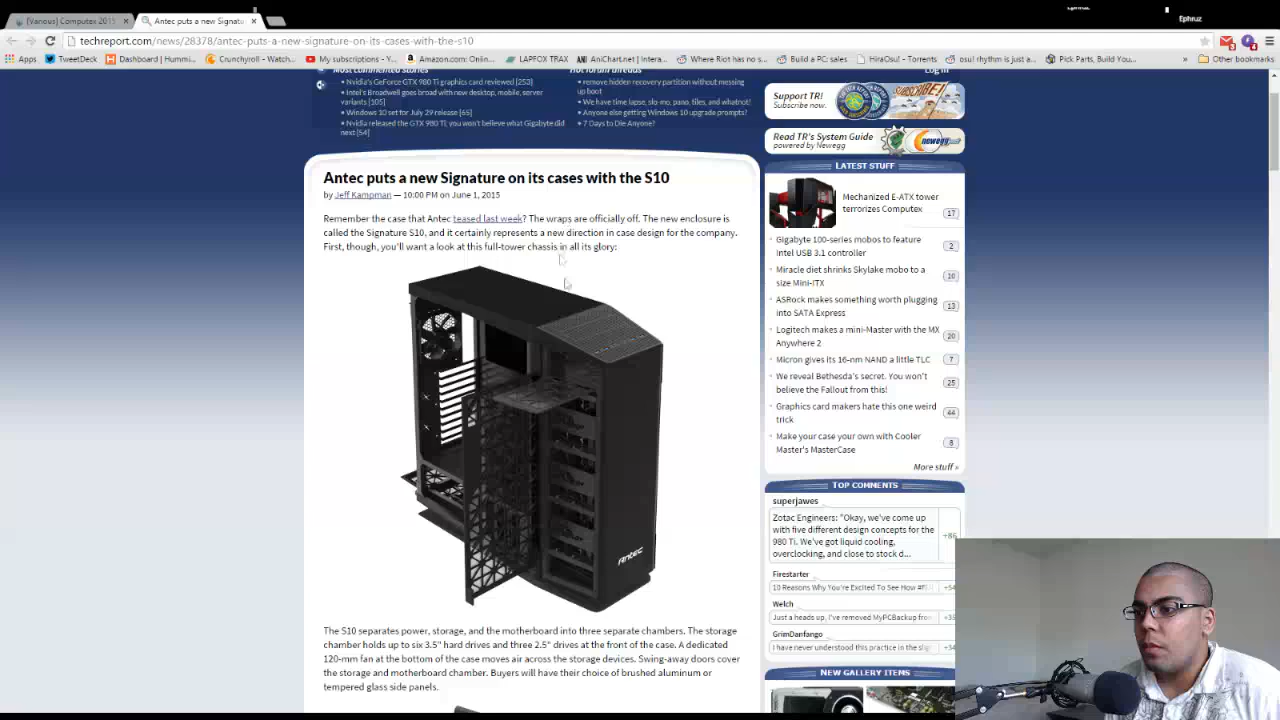 Ephruz
Ephruz
[Various] Computex 2015
Antec puts a new Signatu
techreport.com/news/28378/antec-puts-a-new-signature-on-its-cases-with-the-s10
Apps TweetDeck Dashboard | Hummi... Crunchyroll - Watch... My subscriptions - Y... Amazon.com: Onlin... LAPFOX TRAX AniChart.net | Intera... Where Riot has no s... Build a PC: sales HiraOsu! - Torrents osu! rhythm is just a... Pick Parts, Build You... » Other bookmarks
Most commented stories
Hot forum threads
Log in
Nvidia's GeForce GTX 980 Ti graphics card reviewed [253]
Intel's Broadwell goes broad with new desktop, mobile, server
variants [105]
Windows 10 set for July 29 release [65]
Nvidia released the GTX 980 Ti; you won't believe what Gigabyte did
next [54]
remove hidden recovery partition without messing
up boot
We have time lapse, slo-mo, pano, tiles, and whatnot!
Anyone else getting Windows 10 upgrade prompts?
7 Days to Die Anyone?
Support TR!
Subscribe now.
SUBSCRIBE!
Read TR's System Guide
powered by Newegg
newegg
Antec puts a new Signature on its cases with the S10
by Jeff Kampman — 10:00 PM on June 1, 2015
Remember the case that Antec teased last week? The wraps are officially off. The new enclosure is
called the Signature S10, and it certainly represents a new direction in case design for the company.
First, though, you'll want a look at this full-tower chassis in all its glory:
Antec
The S10 separates power, storage, and the motherboard into three separate chambers. The storage
chamber holds up to six 3.5" hard drives and three 2.5" drives at the front of the case. A dedicated
120-mm fan at the bottom of the case moves air across the storage devices. Swing-away doors cover
the storage and motherboard chamber. Buyers will have their choice of brushed aluminum or
tempered glass side panels.
LATEST STUFF
Mechanized E-ATX tower
terrorizes Computex 17
Gigabyte 100-series mobos to feature
Intel USB 3.1 controller 2
Miracle diet shrinks Skylake mobo to a
size Mini-ITX 10
ASRock makes something worth plugging
into SATA Express 13
Logitech makes a mini-Master with the MX
Anywhere 2 20
Micron gives its 16-nm NAND a little TLC 7
We reveal Bethesda's secret. You won't
believe the Fallout from this! 25
Graphics card makers hate this one weird
trick 44
Make your case your own with Cooler
Master's MasterCase 8
More stuff »
TOP COMMENTS
superjawes
Zotac Engineers: "Okay, we've come up
with five different design concepts for the
980 Ti. We've got liquid cooling,
overclocking, and close to stock d...
Firestarter
10 Reasons Why You're Excited To See How
Welch
Just a heads up, I've removed MyPCBackup from
GrimDanfango
I have never understood this practice in the
NEW GALLERY ITEMS